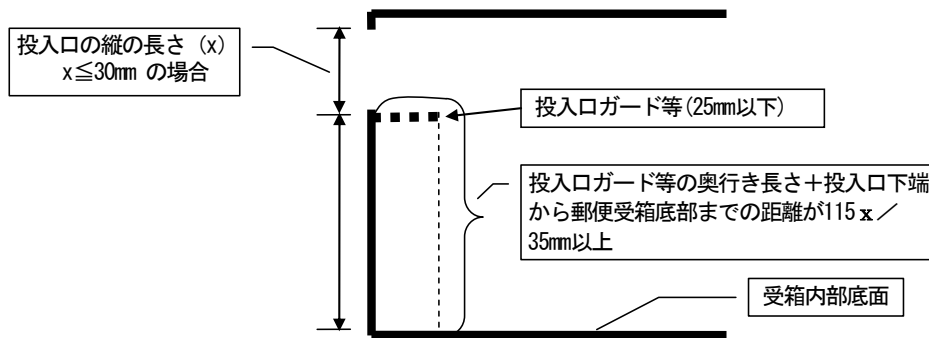 投入口の縦の長さ（x）
x≦30mm の場合
投入口ガード等(25mm以下)
投入口ガード等の奥行き長さ＋投入口下端
から郵便受箱底部までの距離が115ｘ／
35mm以上
受箱内部底面